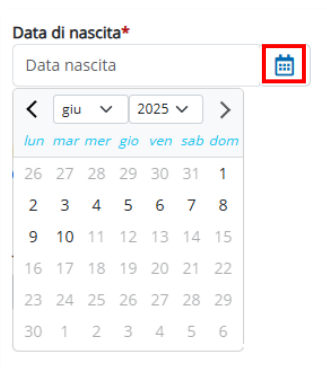 Data di nascita*
Data nascita
giu 2025
lun mar mer gio ven sab dom
26 27 28 29 30 31 1
2 3 4 5 6 7 8
9 10 11 12 13 14 15
16 17 18 19 20 21 22
23 24 25 26 27 28 29
30 1 2 3 4 5 6